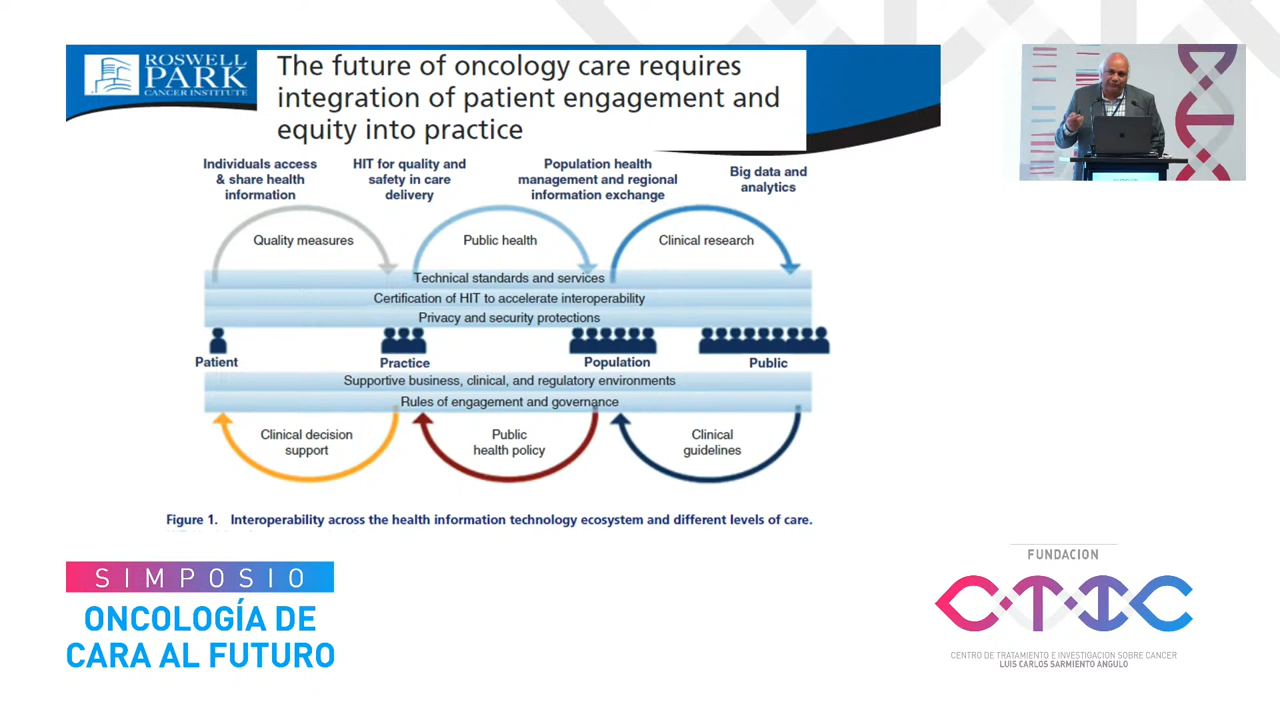 ROSWELL
PARK
CANCER INSTITUTE
The future of oncology care requires
integration of patient engagement and
equity into practice
Individuals access
& share health
information
HIT for quality and
safety in care
delivery
Population health
management and regional
information exchange
Big data and
analytics
Quality measures
Public health
Clinical research
Technical standards and services
Certification of HIT to accelerate interoperability
Privacy and security protections
Patient
Practice
Population
Public
Supportive business, clinical, and regulatory environments
Rules of engagement and governance
Clinical decision
support
Public
health policy
Clinical
guidelines
Figure 1. Interoperability across the health information technology ecosystem and different levels of care.
SIMPOSIO
ONCOLOGÍA DE
CARA AL FUTURO
FUNDACION
CTIC
CENTRO DE TRATAMIENTO E INVESTIGACION SOBRE CANCER
LUIS CARLOS SARMIENTO ANGULO